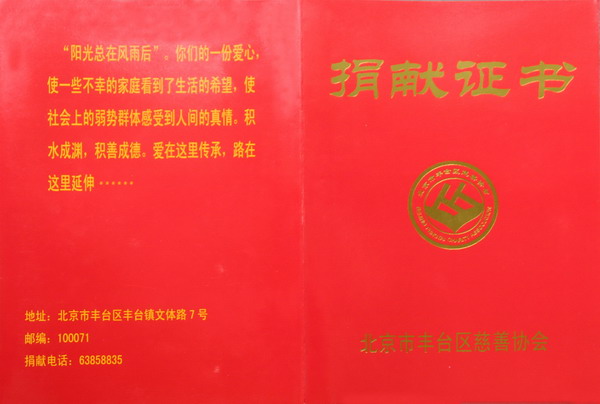 “阳光总在风雨后”。你们的一份爱心，
使一些不幸的家庭看到了生活的希望，使
社会上的弱势群体感受到人间的真情。积
水成渊，积善成德。爱在这里传承，路在
这里延伸……
地址：北京市丰台区丰台镇文体路7号
邮编：100071
捐献电话：63858835
捐献证书
北京市丰台区慈善协会